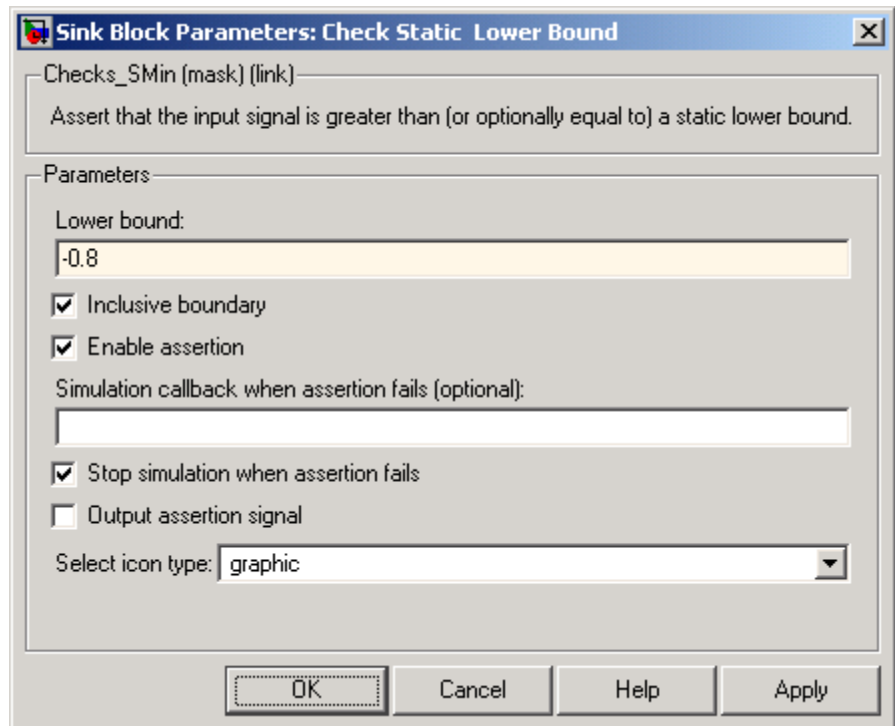 Sink Block Parameters: Check Static  Lower Bound
Checks_SMin (mask) (link)
Assert that the input signal is greater than (or optionally equal to) a static lower bound.
Parameters
Lower bound:
-0.8
Inclusive boundary
Enable assertion
Simulation callback when assertion fails (optional):
Stop simulation when assertion fails
Output assertion signal
Select icon type: graphic
OK Cancel Help Apply